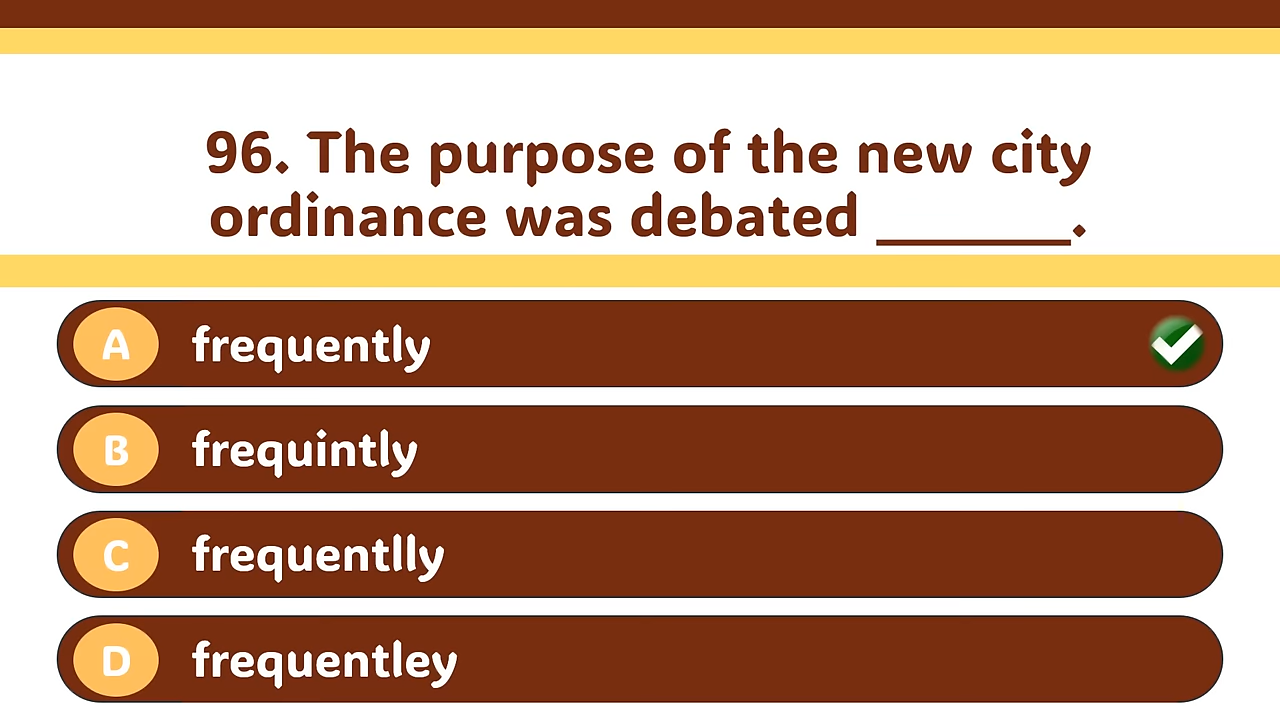 96. The purpose of the new city
ordinance was debated _______.
A frequently
B frequintly
C frequentlly
D frequentley